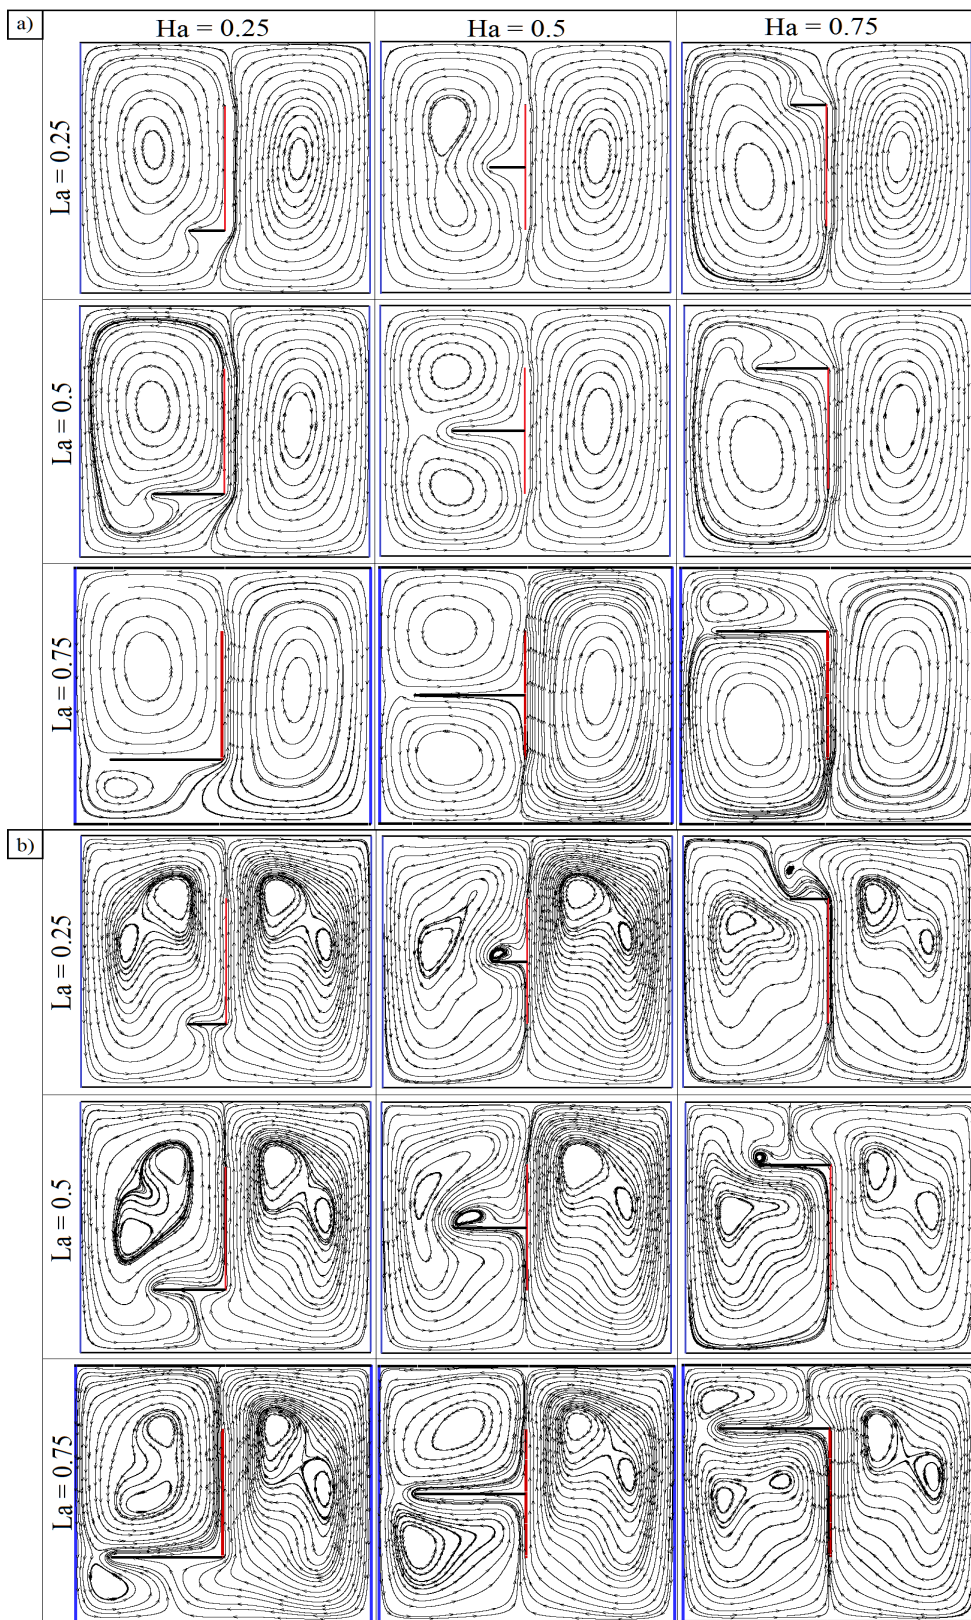 a)
Ha = 0.25
Ha = 0.5
Ha = 0.75
La = 0.25
La = 0.5
La = 0.75
b)
La = 0.25
La = 0.5
La = 0.75